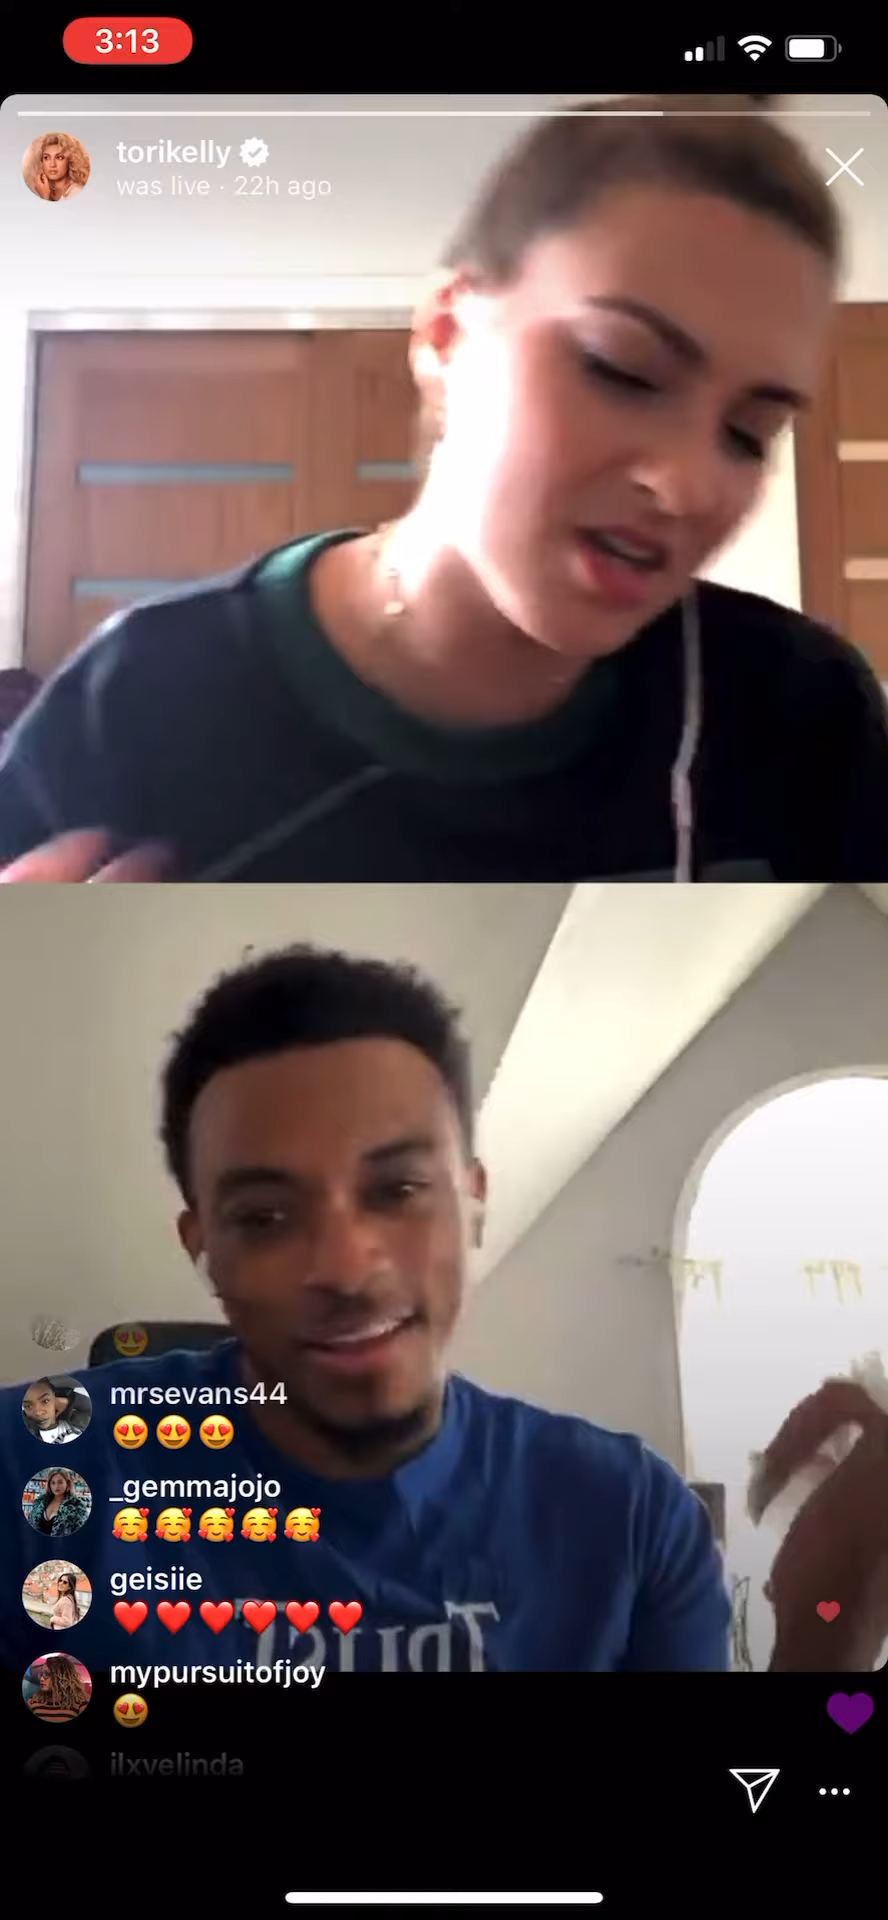 3:13
torikelly
was live · 22h ago
mrsevans44
😍😍😍
_gemmajojo
🥰🥰🥰🥰🥰
geisiie
❤️❤️❤️❤️❤️❤️
mypursuitofjoy
😍
ilxvelinda